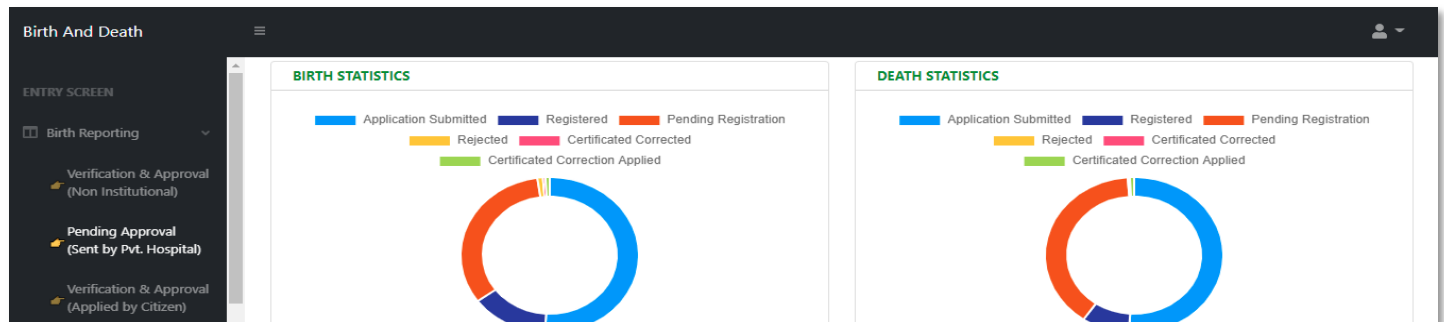 Birth And Death
ENTRY SCREEN
Birth Reporting
Verification & Approval
(Non Institutional)
Pending Approval
(Sent by Pvt. Hospital)
Verification & Approval
(Applied by Citizen)
BIRTH STATISTICS
Application Submitted Registered Pending Registration
Rejected Certificated Corrected
Certificated Correction Applied
DEATH STATISTICS
Application Submitted Registered Pending Registration
Rejected Certificated Corrected
Certificated Correction Applied